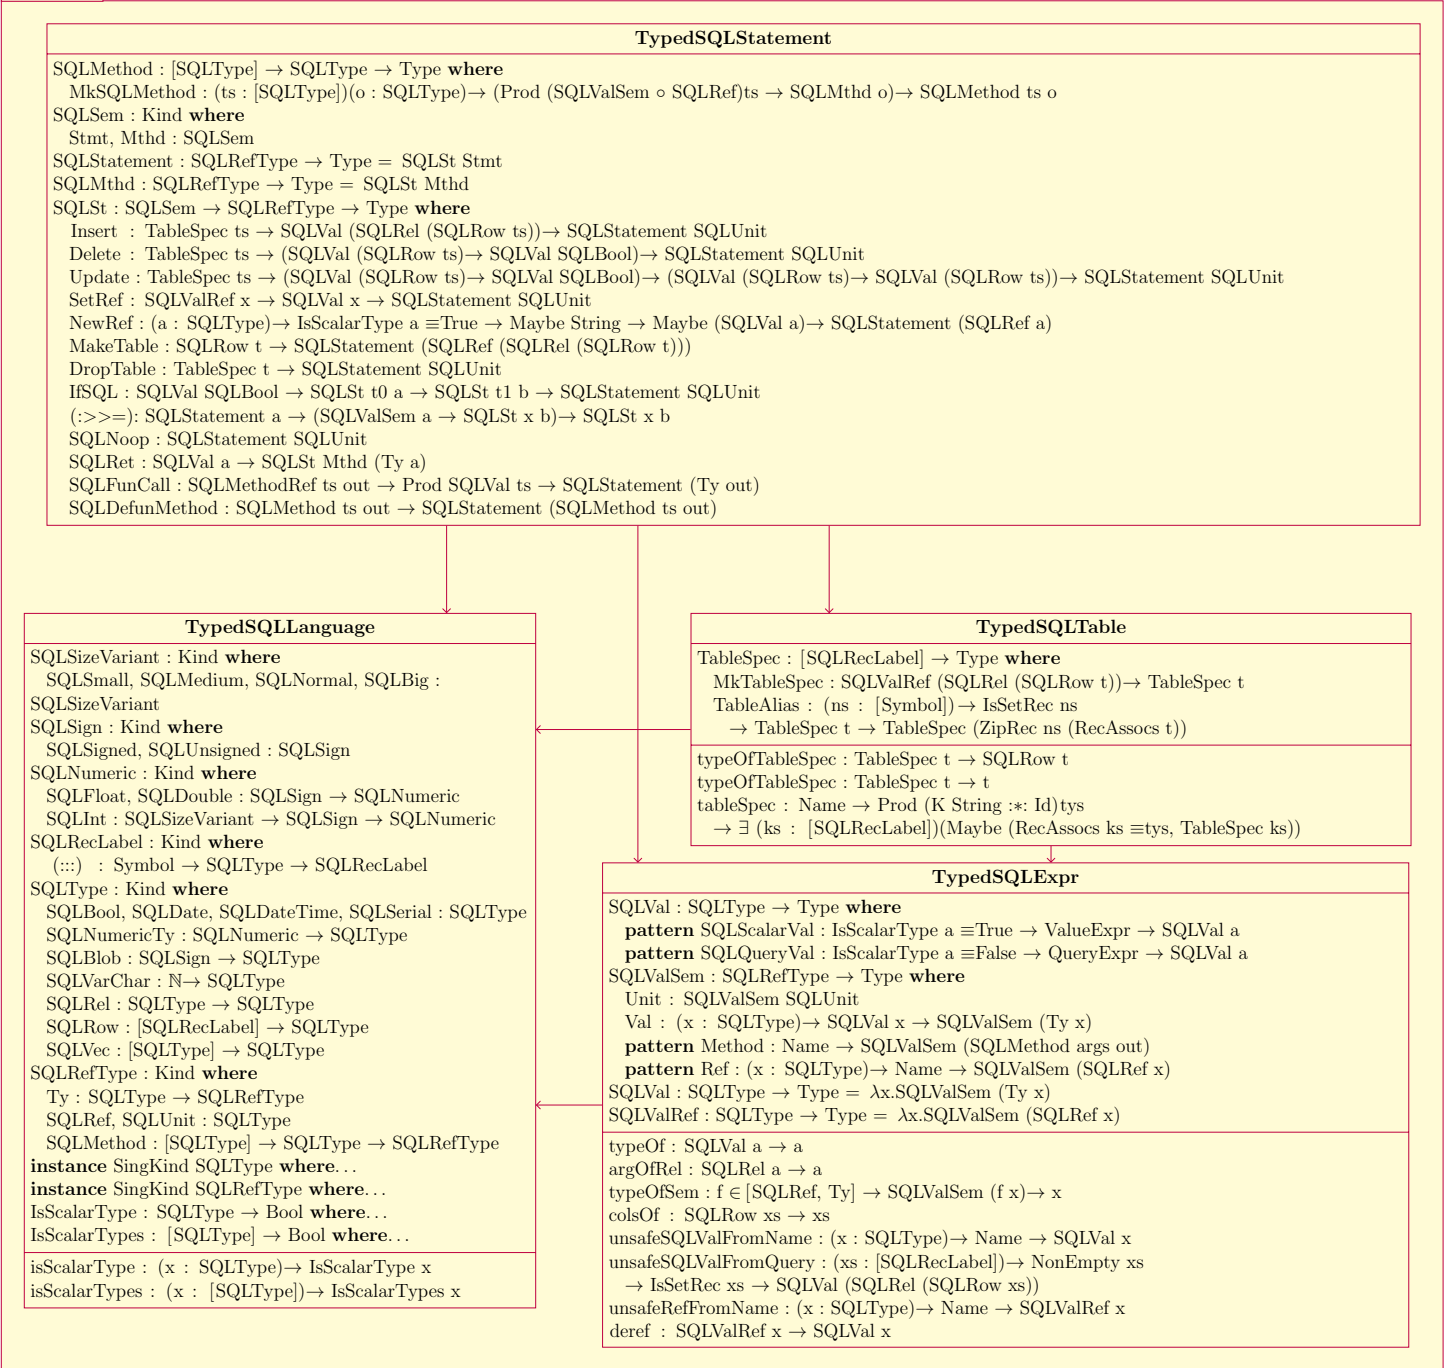 TypedSQLStatement
SQLMethod : [SQLType] → SQLType → Type where
MkSQLMethod : (ts : [SQLType])(o : SQLType)→ (Prod (SQLValSem ∘ SQLRef)ts → SQLMthd o)→ SQLMethod ts o
SQLSem : Kind where
Stmt, Mthd : SQLSem
SQLStatement : SQLRefType → Type = SQLSt Stmt
SQLMthd : SQLRefType → Type = SQLSt Mthd
SQLSt : SQLSem → SQLRefType → Type where
Insert : TableSpec ts → SQLVal (SQLRel (SQLRow ts))→ SQLStatement SQLUnit
Delete : TableSpec ts → (SQLVal (SQLRow ts)→ SQLVal SQLBool)→ SQLStatement SQLUnit
Update : TableSpec ts → (SQLVal (SQLRow ts)→ SQLVal SQLBool)→ (SQLVal (SQLRow ts)→ SQLVal (SQLRow ts))→ SQLStatement SQLUnit
SetRef : SQLValRef x → SQLVal x → SQLStatement SQLUnit
NewRef : (a : SQLType)→ IsScalarType a ≡True → Maybe String → Maybe (SQLVal a)→ SQLStatement (SQLRef a)
MakeTable : SQLRow t → SQLStatement (SQLRef (SQLRel (SQLRow t)))
DropTable : TableSpec t → SQLStatement SQLUnit
IfSQL : SQLVal SQLBool → SQLSt t0 a → SQLSt t1 b → SQLStatement SQLUnit
(:>>=): SQLStatement a → (SQLValSem a → SQLSt x b)→ SQLSt x b
SQLNoop : SQLStatement SQLUnit
SQLRet : SQLVal a → SQLSt Mthd (Ty a)
SQLFunCall : SQLMethodRef ts out → Prod SQLVal ts → SQLStatement (Ty out)
SQLDefunMethod : SQLMethod ts out → SQLStatement (SQLMethod ts out)
TypedSQLLanguage
SQLSizeVariant : Kind where
SQLSmall, SQLMedium, SQLNormal, SQLBig :
SQLSizeVariant
SQLSign : Kind where
SQLSigned, SQLUnsigned : SQLSign
SQLNumeric : Kind where
SQLFloat, SQLDouble : SQLSign → SQLNumeric
SQLInt : SQLSizeVariant → SQLSign → SQLNumeric
SQLRecLabel : Kind where
(:::) : Symbol → SQLType → SQLRecLabel
SQLType : Kind where
SQLBool, SQLDate, SQLDateTime, SQLSerial : SQLType
SQLNumericTy : SQLNumeric → SQLType
SQLBlob : SQLSign → SQLType
SQLVarChar : ℕ→ SQLType
SQLRel : SQLType → SQLType
SQLRow : [SQLRecLabel] → SQLType
SQLVec : [SQLType] → SQLType
SQLRefType : Kind where
Ty : SQLType → SQLRefType
SQLRef, SQLUnit : SQLType
SQLMethod : [SQLType] → SQLType → SQLRefType
instance SingKind SQLType where…
instance SingKind SQLRefType where…
IsScalarType : SQLType → Bool where…
IsScalarTypes : [SQLType] → Bool where…
isScalarType : (x : SQLType)→ IsScalarType x
isScalarTypes : (x : [SQLType])→ IsScalarTypes x
TypedSQLTable
TableSpec : [SQLRecLabel] → Type where
MkTableSpec : SQLValRef (SQLRel (SQLRow t))→ TableSpec t
TableAlias : (ns : [Symbol])→ IsSetRec ns
→ TableSpec t → TableSpec (ZipRec ns (RecAssocs t))
typeOfTableSpec : TableSpec t → SQLRow t
typeOfTableSpec : TableSpec t → t
tableSpec : Name → Prod (K String :∗: Id)tys
→ ∃ (ks : [SQLRecLabel])(Maybe (RecAssocs ks ≡tys, TableSpec ks))
TypedSQLExpr
SQLVal : SQLType → Type where
pattern SQLScalarVal : IsScalarType a ≡True → ValueExpr → SQLVal a
pattern SQLQueryVal : IsScalarType a ≡False → QueryExpr → SQLVal a
SQLValSem : SQLRefType → Type where
Unit : SQLValSem SQLUnit
Val : (x : SQLType)→ SQLVal x → SQLValSem (Ty x)
pattern Method : Name → SQLValSem (SQLMethod args out)
pattern Ref : (x : SQLType)→ Name → SQLValSem (SQLRef x)
SQLVal : SQLType → Type = λx.SQLValSem (Ty x)
SQLValRef : SQLType → Type = λx.SQLValSem (SQLRef x)
typeOf : SQLVal a → a
argOfRel : SQLRel a → a
typeOfSem : f ∈ [SQLRef, Ty] → SQLValSem (f x)→ x
colsOf : SQLRow xs → xs
unsafeSQLValFromName : (x : SQLType)→ Name → SQLVal x
unsafeSQLValFromQuery : (xs : [SQLRecLabel])→ NonEmpty xs
→ IsSetRec xs → SQLVal (SQLRel (SQLRow xs))
unsafeRefFromName : (x : SQLType)→ Name → SQLValRef x
deref : SQLValRef x → SQLVal x